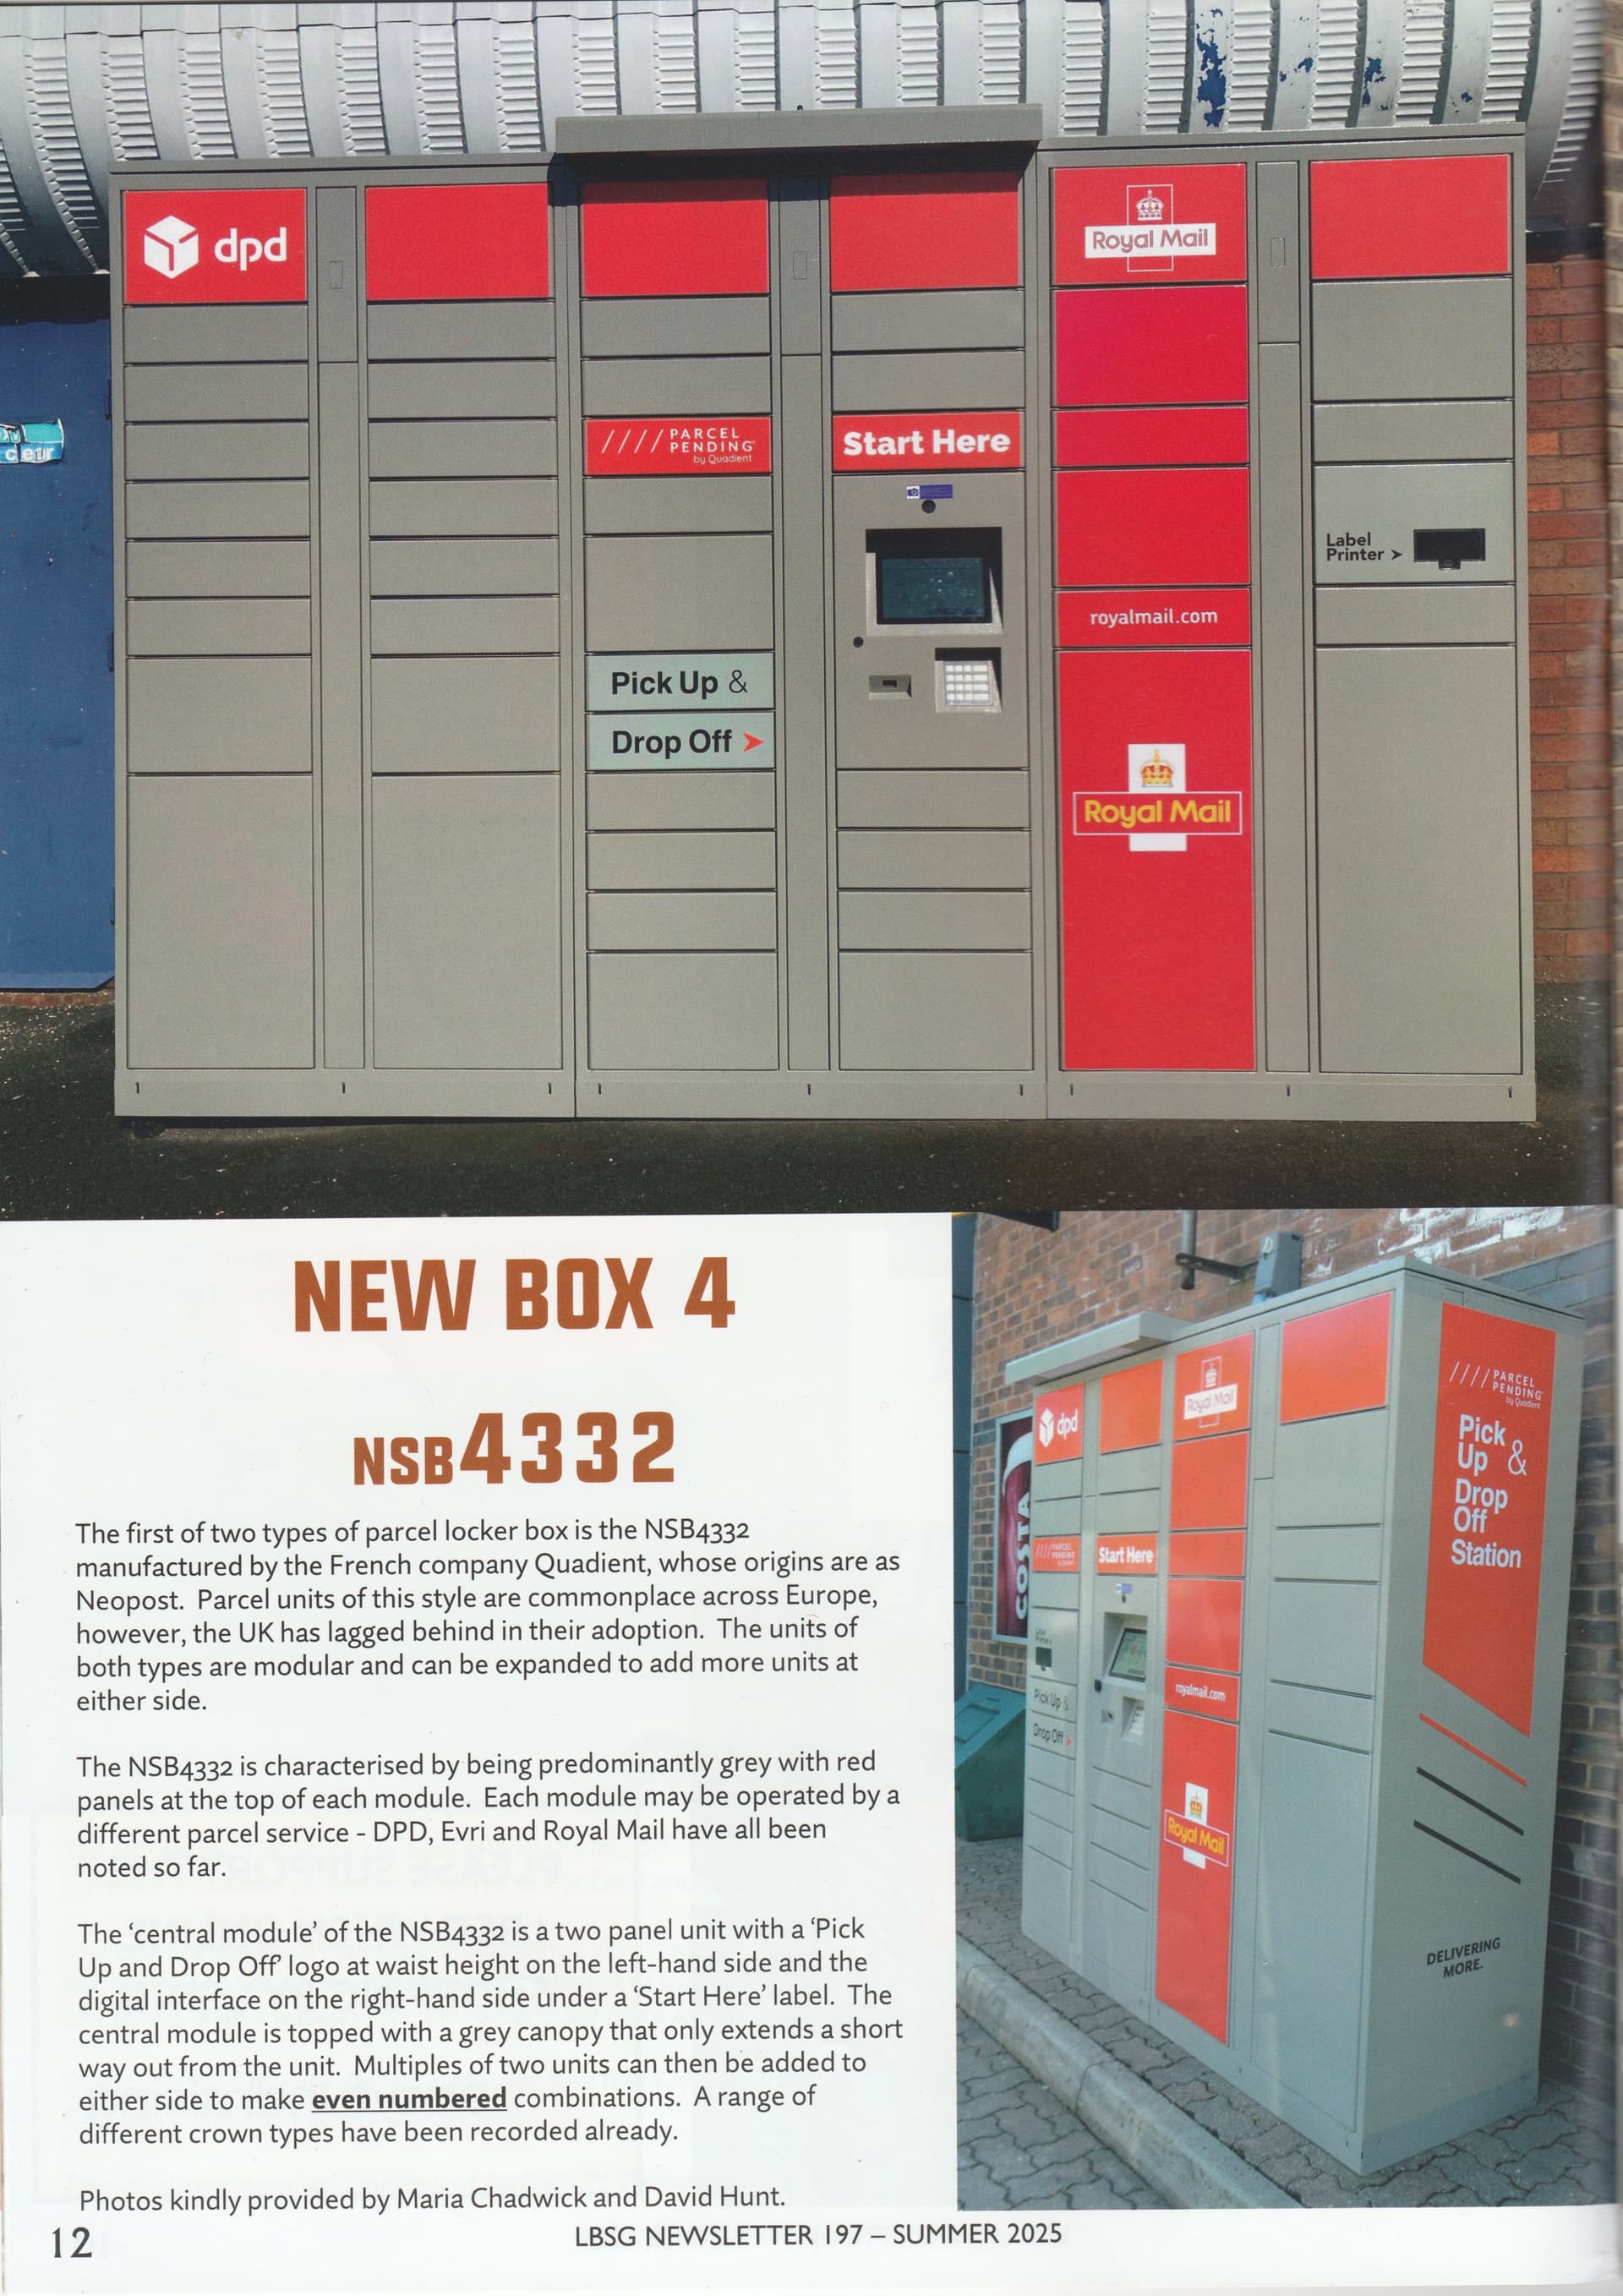 dpd
Royal Mail
PARCEL
PENDING
by Quadient
Start Here
Label
Printer >
royalmail.com
Pick Up &
Drop Off >
Royal Mail
NEW BOX 4
NSB4332
The first of two types of parcel locker box is the NSB4332
manufactured by the French company Quadient, whose origins are as
Neopost. Parcel units of this style are commonplace across Europe,
however, the UK has lagged behind in their adoption. The units of
both types are modular and can be expanded to add more units at
either side.
The NSB4332 is characterised by being predominantly grey with red
panels at the top of each module. Each module may be operated by a
different parcel service - DPD, Evri and Royal Mail have all been
noted so far.
The ‘central module’ of the NSB4332 is a two panel unit with a ‘Pick
Up and Drop Off’ logo at waist height on the left-hand side and the
digital interface on the right-hand side under a ‘Start Here’ label. The
central module is topped with a grey canopy that only extends a short
way out from the unit. Multiples of two units can then be added to
either side to make even numbered combinations. A range of
different crown types have been recorded already.
Photos kindly provided by Maria Chadwick and David Hunt.
dpd
Royal Mail
PARCEL
PENDING
Start Here
COSTA
Label
Printer >
Pick Up &
Drop Off >
royalmail.com
Royal Mail
PARCEL
PENDING
by Quadient
Pick
Up &
Drop
Off
Station
DELIVERING
MORE.
12
LBSG NEWSLETTER 197 – SUMMER 2025